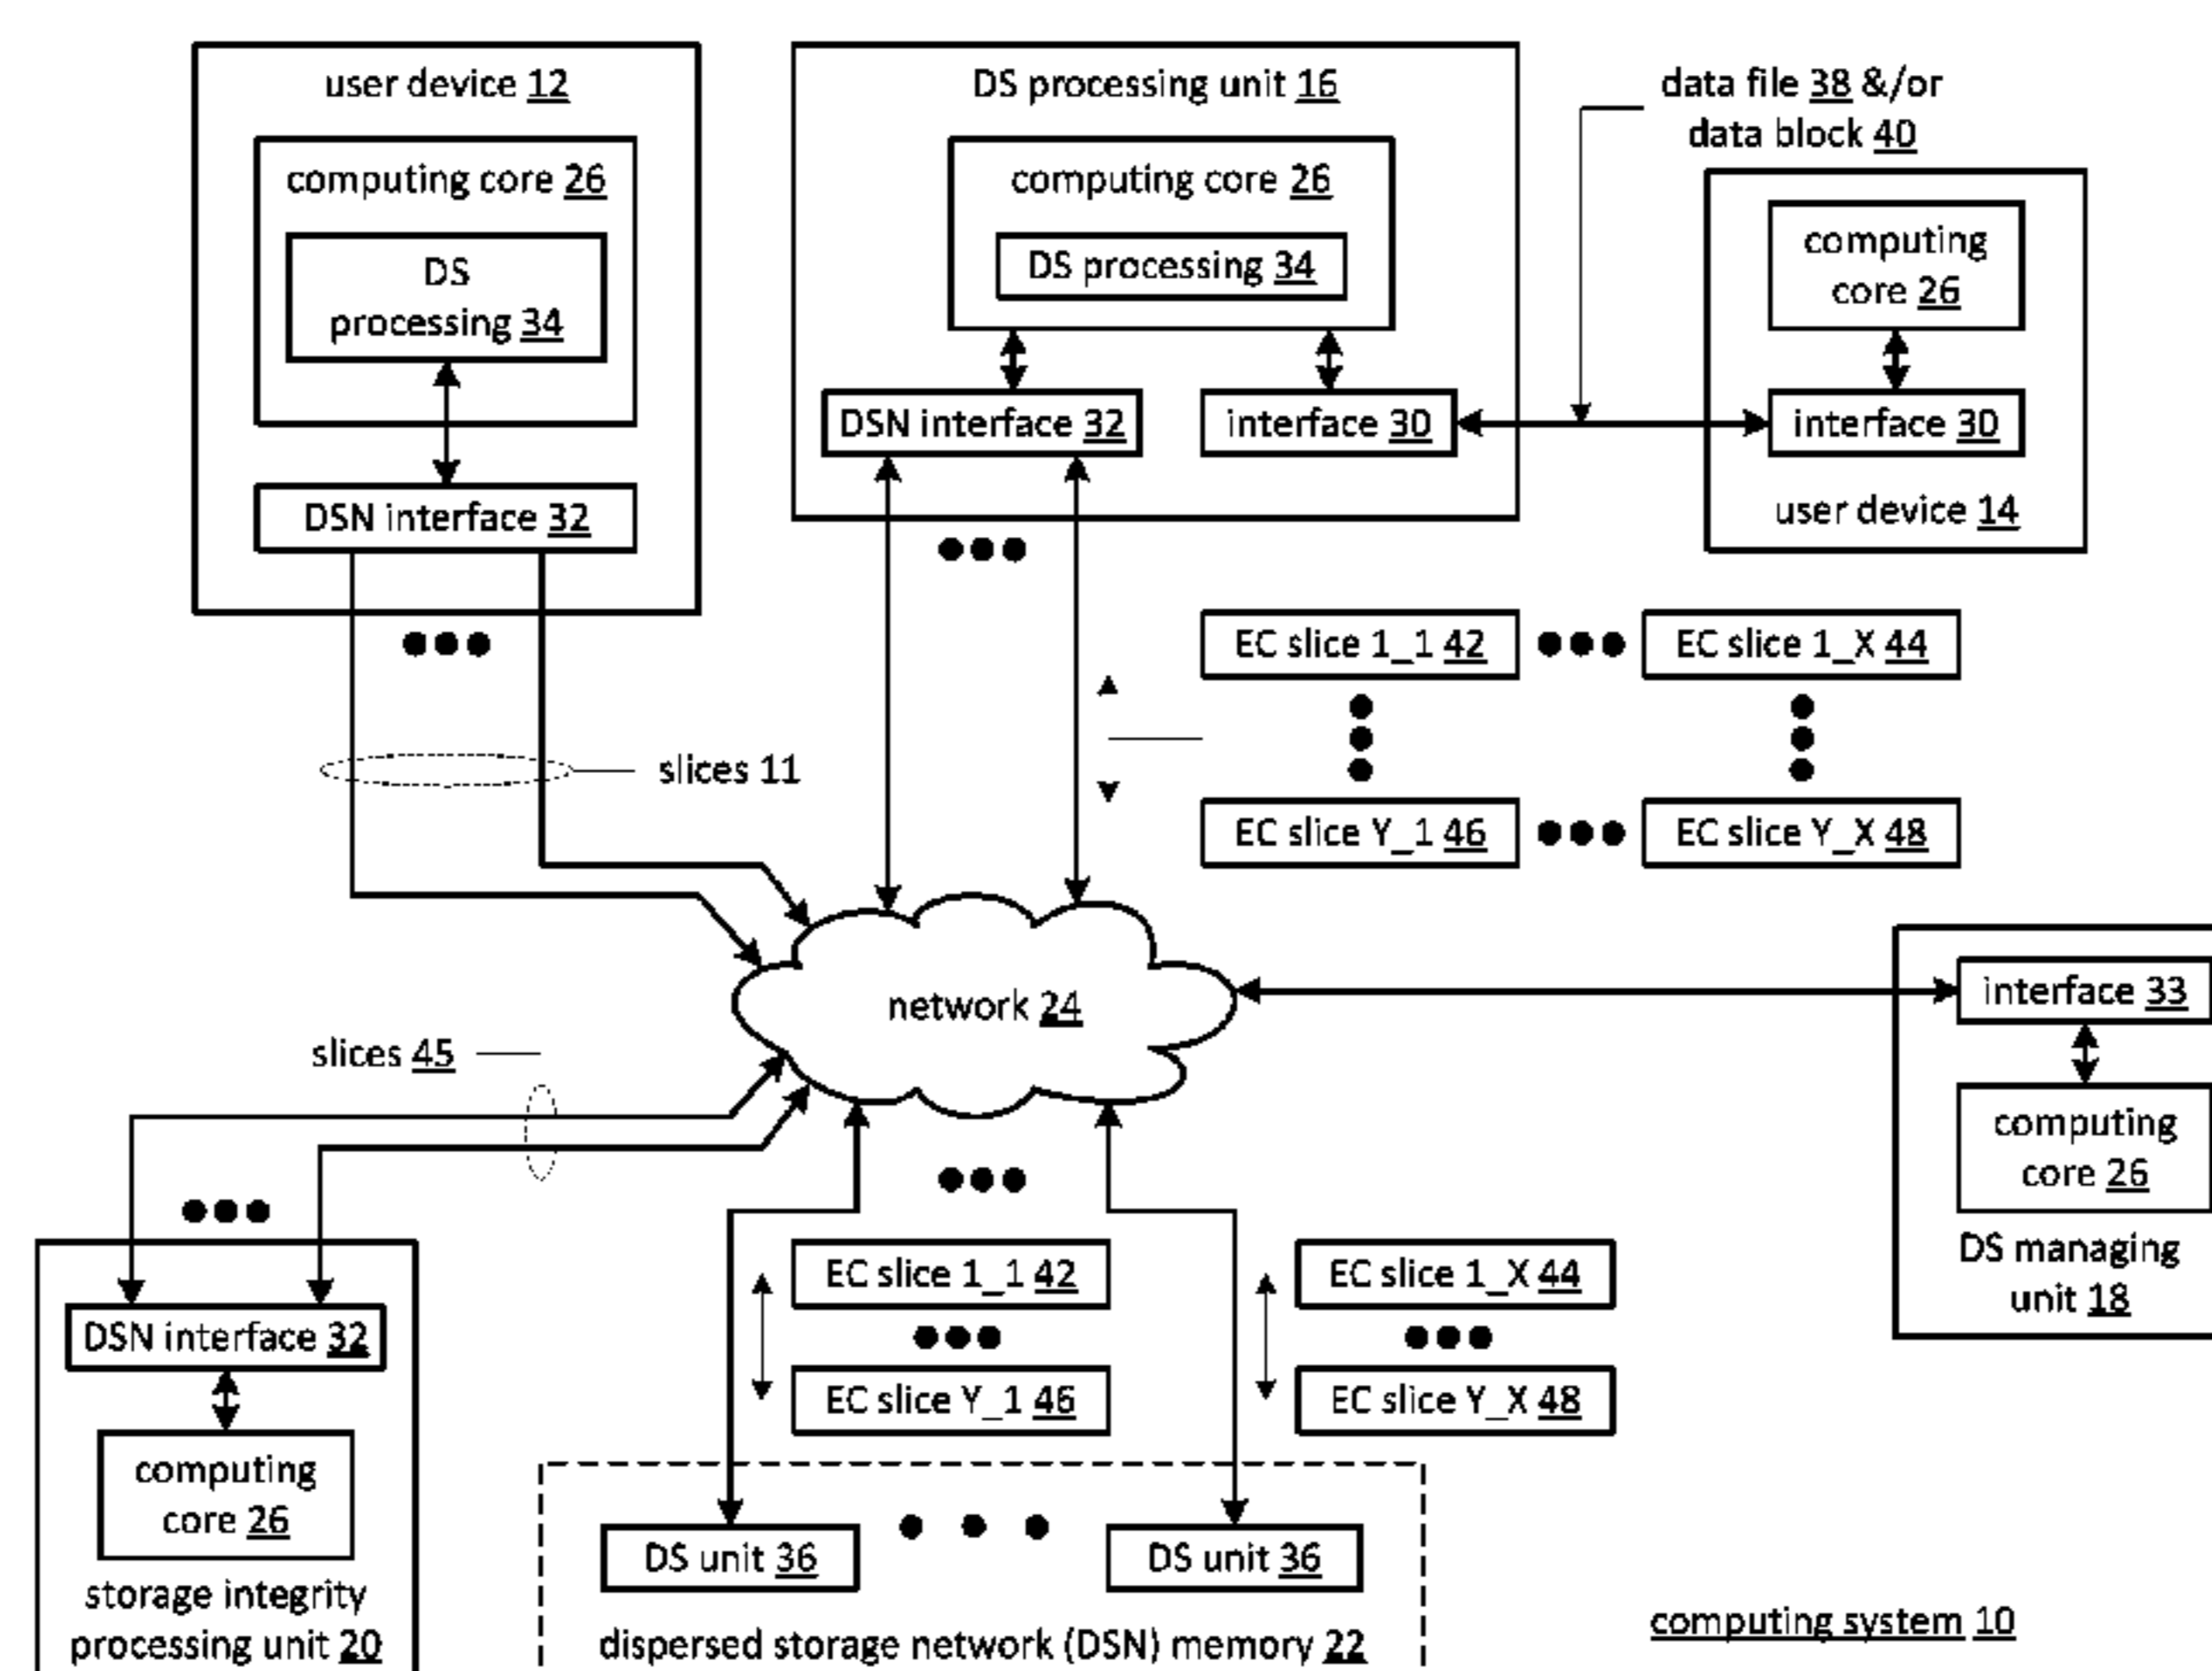 user device 12
computing core 26
DS
processing 34
DSN interface 32
slices 11
DS processing unit 16
computing core 26
DS processing 34
DSN interface 32
interface 30
data file 38 &/or
data block 40
computing
core 26
interface 30
user device 14
EC slice 1_1 42
EC slice 1_X 44
EC slice Y_1 46
EC slice Y_X 48
network 24
interface 33
computing
core 26
DS managing
unit 18
slices 45
DSN interface 32
computing
core 26
storage integrity
processing unit 20
EC slice 1_1 42
EC slice Y_1 46
EC slice 1_X 44
EC slice Y_X 48
DS unit 36
DS unit 36
dispersed storage network (DSN) memory 22
computing system 10